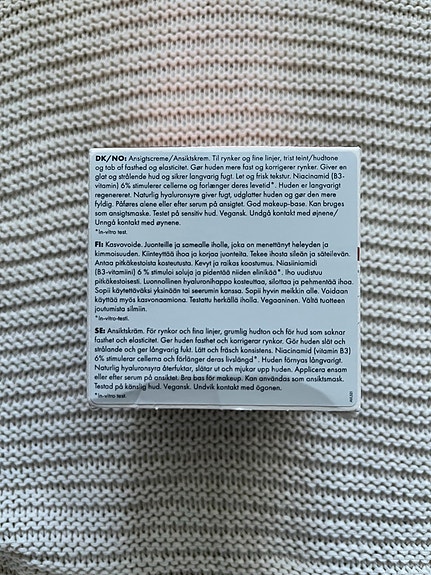 DK/NO: Ansigtscreme/Ansiktskrem. Til rynker og fine linjer, trist teint/hudtone
og tab af fasthed og elasticitet. Gør huden mere fast og korrigerer rynker. Giver en
glat og strålende hud og sikrer langvarig fugt. Let og frisk tekstur. Niacinamid (B3-
vitamin) 6% stimulerer cellerne og forlænger deres levetid*. Huden er langvarigt
regenereret. Naturlig hyaluronsyre giver fugt, udglatter huden og gør den mere
fyldig. Påføres alene eller efter serum på ansigtet. God makeup-base. Kan bruges
som ansigtsmaske. Testet på sensitiv hud. Vegansk. Undgå kontakt med øjnene/
Unngå kontakt med øynene.
*in-vitro test.
FI: Kasvovoide. Juonteille ja samealle iholle, joka on menettänyt heleyden ja
kimmoisuuden. Kiinteyttää ihoa ja korjaa juonteita. Tekee ihosta sileän ja säteilevän.
Antaa pitkäkestoista kosteutusta. Kevyt ja raikas koostumus. Niasiiniamidi
(B3-vitamiini) 6 % stimuloi soluja ja pidentää niiden elinikää*. Iho uudistuu
pitkäkestoisesti. Luonnollinen hyaluronihappo kosteuttaa, silottaa ja pehmentää ihoa.
Sopii käytettäväksi yksinään tai seerumin kanssa. Sopii hyvin meikin alle. Voidaan
käyttää myös kasvonaamiona. Testattu herkällä iholla. Vegaaninen. Vältä tuotteen
joutumista silmiin.
*in-vitro-testi.
SE: Ansiktskräm. För rynkor och fina linjer, grumlig hudton och för hud som saknar
fasthet och elasticitet. Ger huden fasthet och korrigerar rynkor. Gör huden slät och
strålande och ger långvarig fukt. Lätt och fräsch konsistens. Niacinamid (vitamin B3)
6% stimulerar cellerna och förlänger deras livslängd*. Huden förnyas långvarigt.
Naturlig hyaluronsyra återfuktar, slätar ut och mjukar upp huden. Applicera ensam
eller efter serum på ansiktet. Bra bas för makeup. Kan användas som ansiktsmask.
Testad på känslig hud. Vegansk. Undvik kontakt med ögonen.
*in-vitro test.